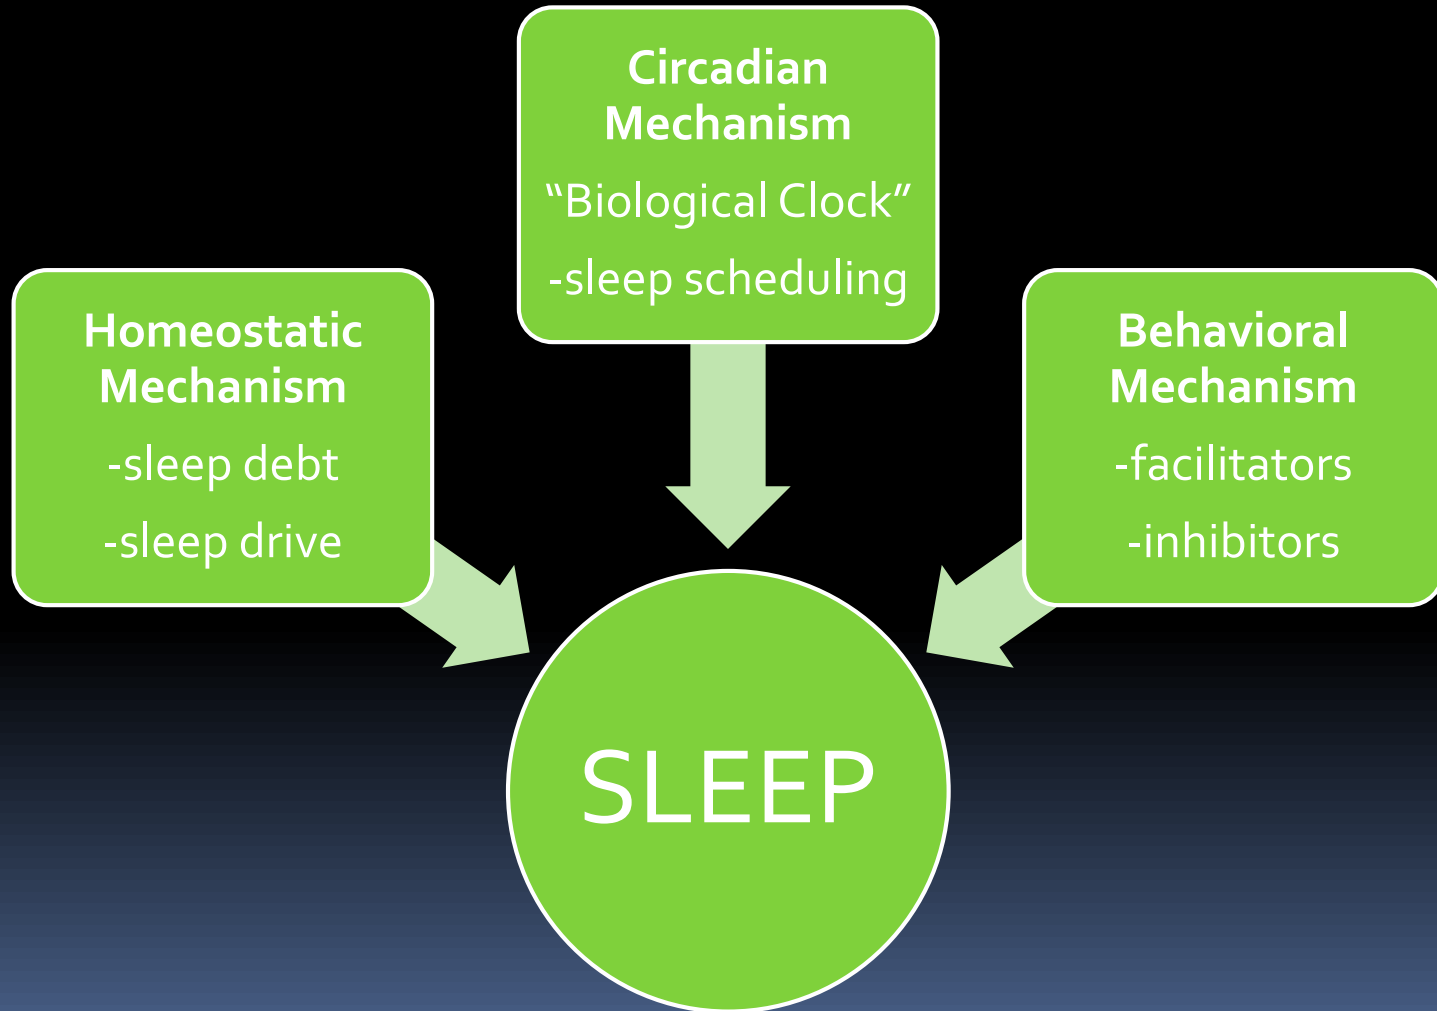 Circadian
Mechanism
“Biological Clock”
-sleep scheduling
Homeostatic
Mechanism
-sleep debt
-sleep drive
Behavioral
Mechanism
-facilitators
-inhibitors
SLEEP